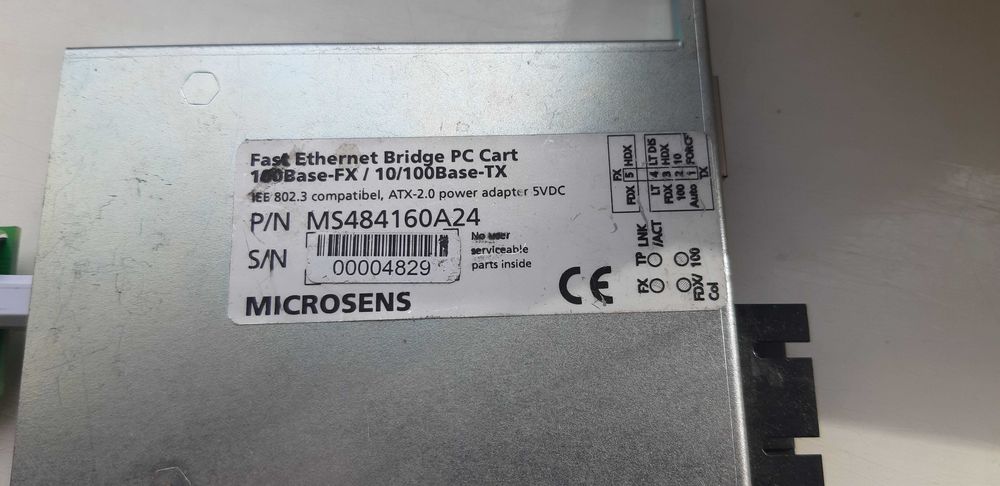 Fast Ethernet Bridge PC Cart
100Base-FX / 10/100Base-TX
IEE 802.3 compatibel, ATX-2.0 power adapter 5VDC
P/N MS484160A24
S/N 00004829
No user
serviceable
parts inside
MICROSENS
CE
FX
FDX 5 HDX
LT 4 LT DIS
FDX 3 HDX
100 2 10
Auto 1 FORCE
TX
TP LNK
/ACT
FX
100
FDX/
Col